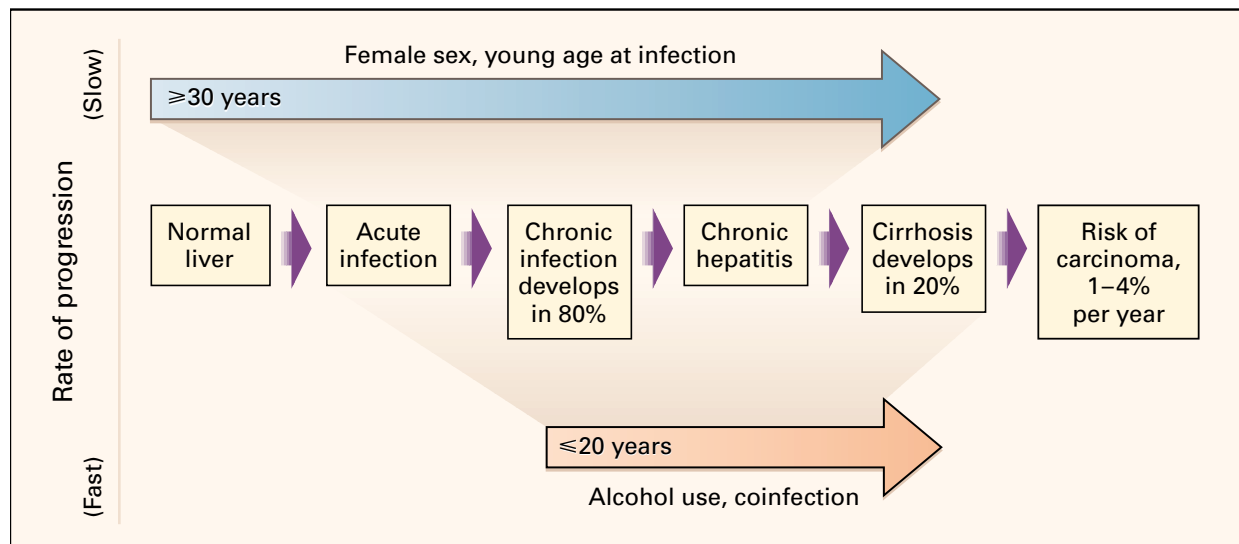 Rate of progression
(Slow)
(Fast)
Female sex, young age at infection
⩾30 years
Normal
liver
Acute
infection
Chronic
infection
develops
in 80%
Chronic
hepatitis
Cirrhosis
develops
in 20%
Risk of
carcinoma,
1–4%
per year
⩽20 years
Alcohol use, coinfection